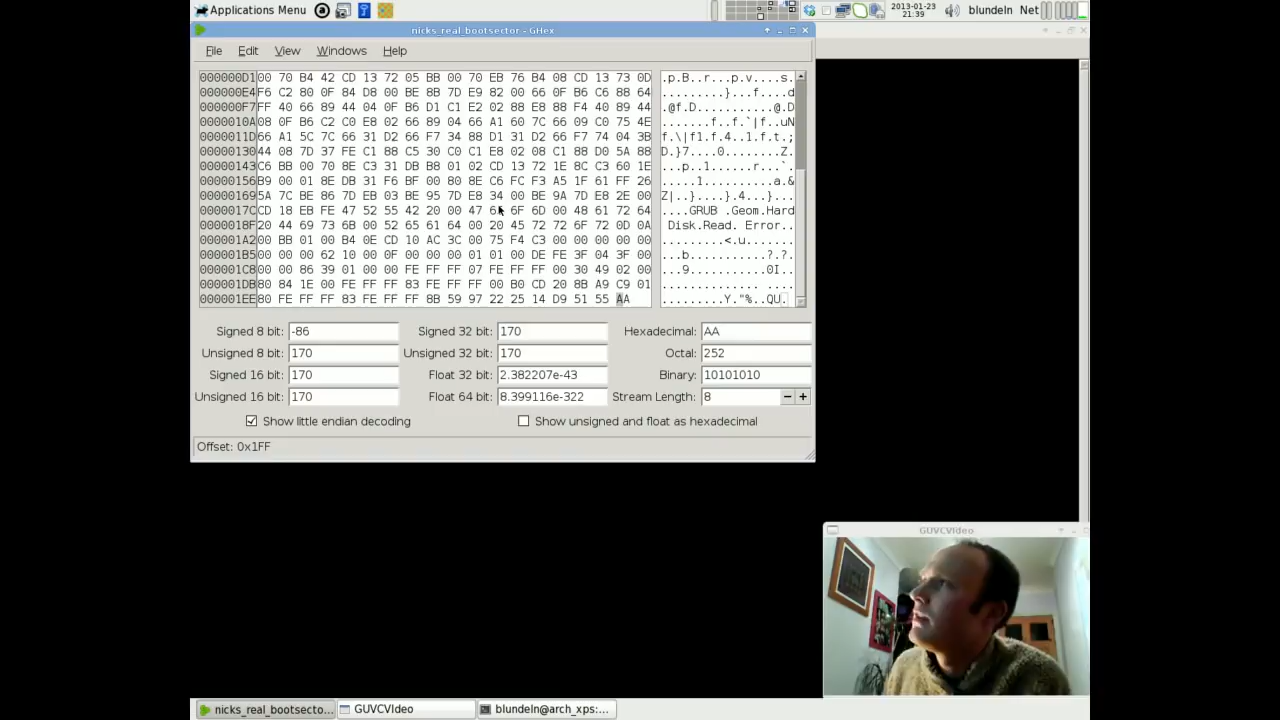 Applications Menu
2013-01-23
21:39
blundeln Net
nicks_real_bootsector - GHex
File Edit View Windows Help
000000D1 00 70 B4 42 CD 13 72 05 BB 00 70 EB 76 B4 08 CD 13 73 0D .p.B..r...p.v....s.
000000E4 F6 C2 80 0F 84 D8 00 BE 8B 7D E9 82 00 66 0F B6 C6 88 64 .........}...f....d
000000F7 FF 40 66 89 44 04 0F B6 D1 C1 E2 02 88 E8 88 F4 40 89 44 .@f.D...........@.D
0000010A 08 0F B6 C2 C0 E8 02 66 89 04 66 A1 60 7C 66 09 C0 75 4E .......f..f.`|f..uN
0000011D 66 A1 5C 7C 66 31 D2 66 F7 34 88 D1 31 D2 66 F7 74 04 3B f.\|f1.f.4..1.f.t.;
00000130 44 08 7D 37 FE C1 88 C5 30 C0 C1 E8 02 08 C1 88 D0 5A 88 D.}7....0........Z.
00000143 C6 BB 00 70 8E C3 31 DB B8 01 02 CD 13 72 1E 8C C3 60 1E ...p..1......r...`.
00000156 B9 00 01 8E DB 31 F6 BF 00 80 8E C6 FC F3 A5 1F 61 FF 26 .....1..........a.&
00000169 5A 7C BE 86 7D EB 03 BE 95 7D E8 34 00 BE 9A 7D E8 2E 00 Z|..}....}.4...}...
0000017C CD 18 EB FE 47 52 55 42 20 00 47 65 6F 6D 00 48 61 72 64 ....GRUB .Geom.Hard
0000018F 20 44 69 73 6B 00 52 65 61 64 00 20 45 72 72 6F 72 0D 0A Disk.Read. Error..
000001A2 00 BB 01 00 B4 0E CD 10 AC 3C 00 75 F4 C3 00 00 00 00 00 .........<.u.......
000001B5 00 00 00 62 10 00 0F 00 00 00 01 01 00 DE FE 3F 04 3F 00 ...b...........?.?.
000001C8 00 00 86 39 01 00 00 FE FF FF 07 FE FF FF 00 30 49 02 00 ...9...........0I..
000001DB 80 84 1E 00 FE FF FF 83 FE FF FF 00 B0 CD 20 8B A9 C9 01
000001EE 80 FE FF FF 83 FE FF FF 8B 59 97 22 25 14 D9 51 55 AA .........Y."%..QU.
Signed 8 bit: -86 Signed 32 bit: 170 Hexadecimal: AA
Unsigned 8 bit: 170 Unsigned 32 bit: 170 Octal: 252
Signed 16 bit: 170 Float 32 bit: 2.382207e-43 Binary: 10101010
Unsigned 16 bit: 170 Float 64 bit: 8.399116e-322 Stream Length: 8
Show little endian decoding Show unsigned and float as hexadecimal
Offset: 0x1FF
GUVCVideo
nicks_real_bootsecto... GUVCVIdeo blundeln@arch_xps:...